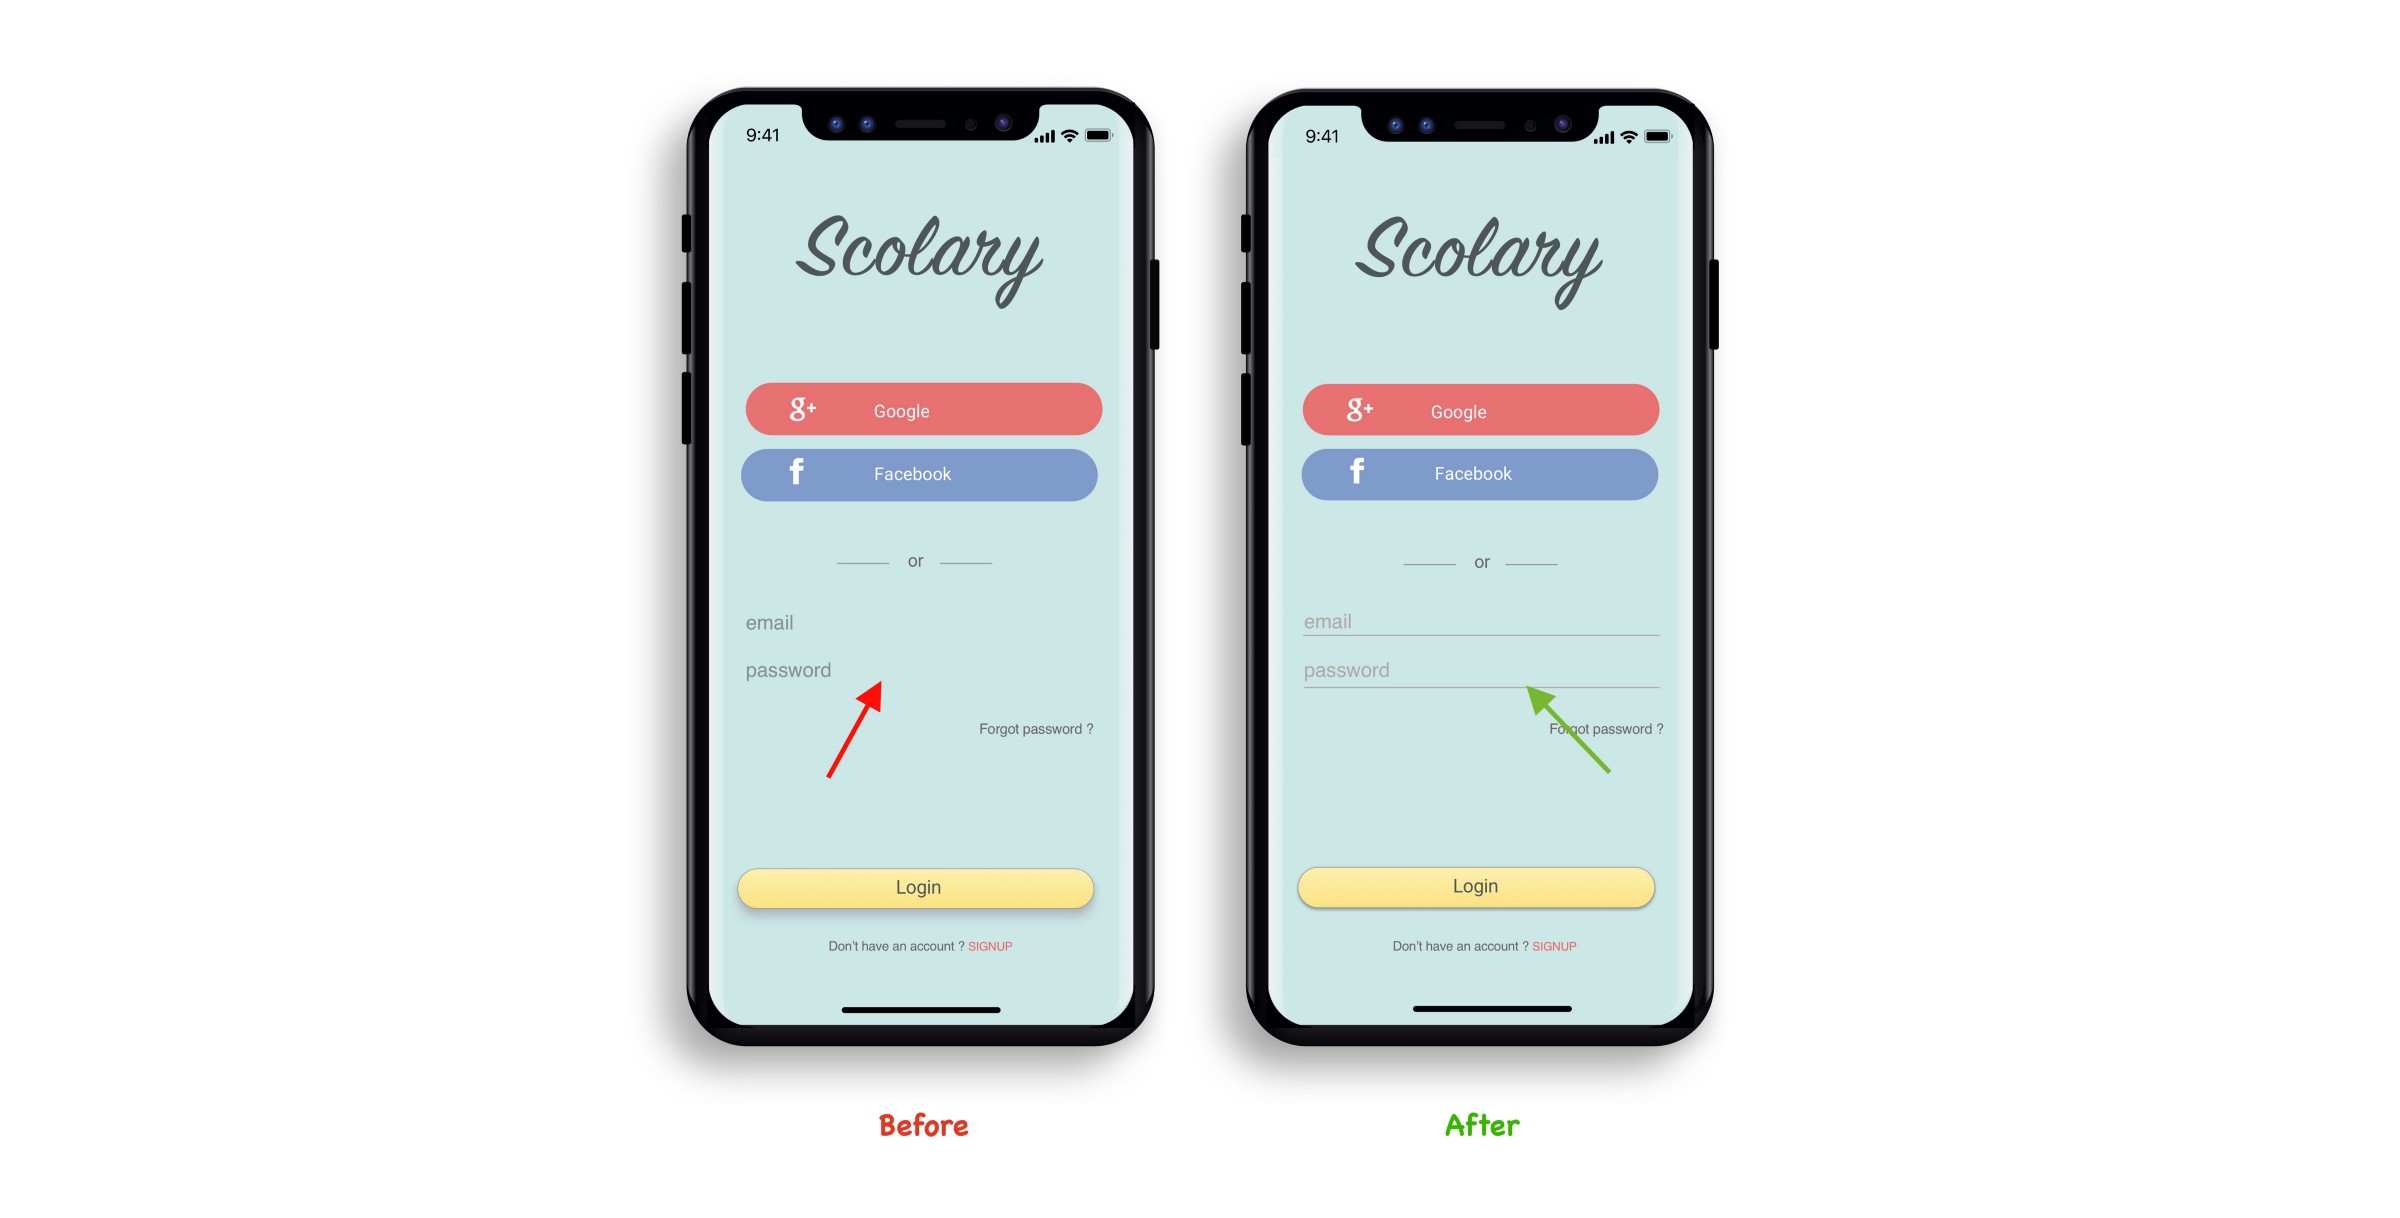 9:41
Scolary
g+ Google
f Facebook
or
email
password
Forgot password ?
Login
Don't have an account ? SIGNUP
Before
9:41
Scolary
g+ Google
f Facebook
or
email
password
Forgot password ?
Login
Don't have an account ? SIGNUP
After